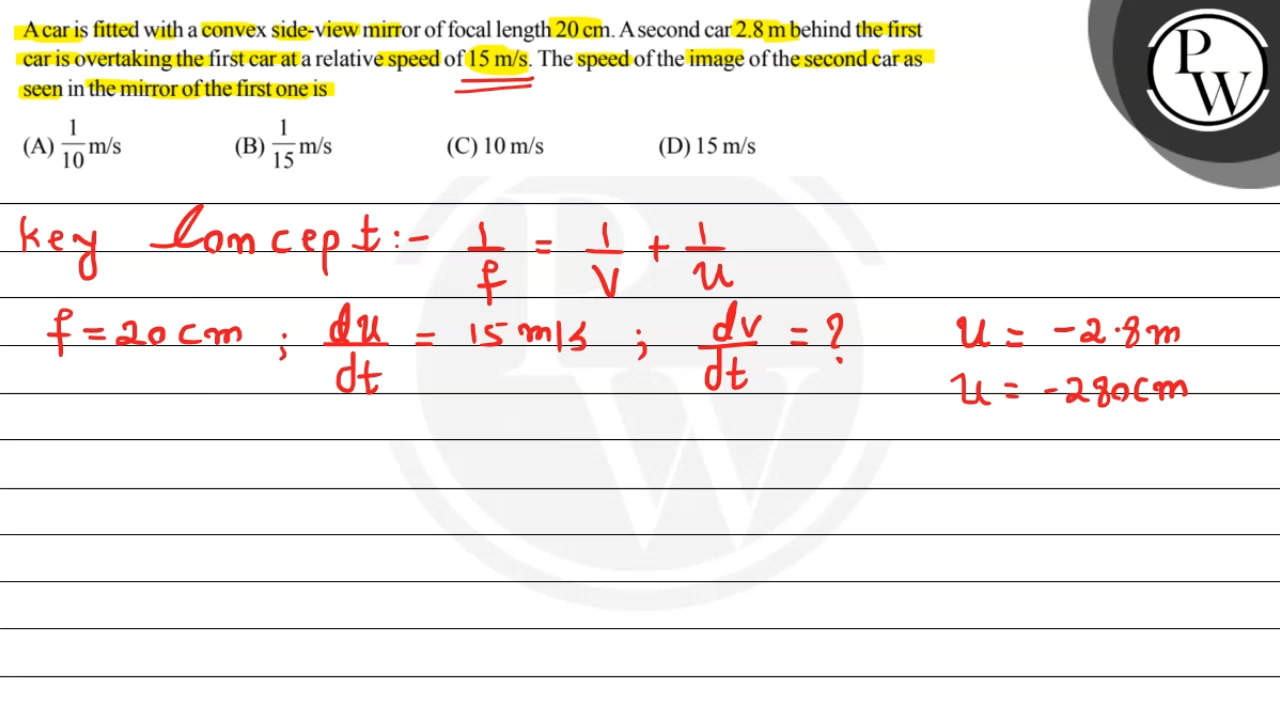 A car is fitted with a convex side-view mirror of focal length 20 cm. A second car 2.8 m behind the first
car is overtaking the first car at a relative speed of 15 m/s. The speed of the image of the second car as
seen in the mirror of the first one is
(A) 1/10 m/s (B) 1/15 m/s (C) 10 m/s (D) 15 m/s
P
W
Key Concept:- 1/f = 1/v + 1/u
f = 20 cm ; du/dt = 15 m/s ; dv/dt = ? u = -2.8 m
u = -280 cm